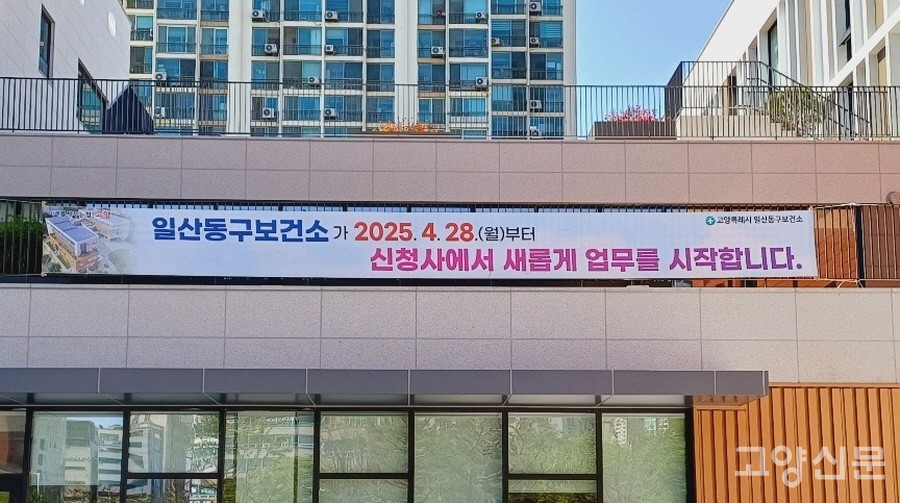 고양
고양특례시 일산동구보건소
일산동구보건소가 2025. 4. 28.(월)부터
신청사에서 새롭게 업무를 시작합니다.
고양신문